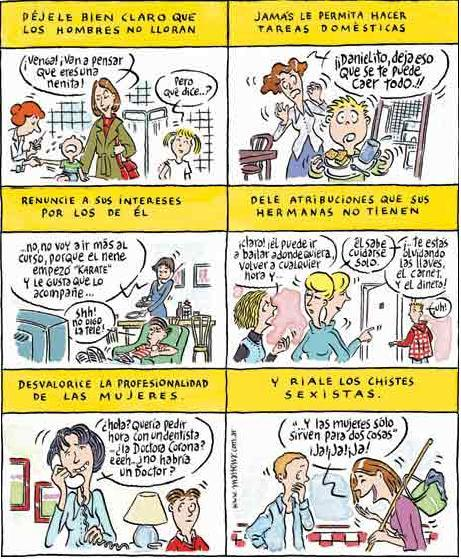 DÉJELE BIEN CLARO QUE
LOS HOMBRES NO LLORAN
¡Venga! ¡Van a pensar
que eres una
nenita!
Pero
qué dice..?
JAMÁS LE PERMITA HACER
TAREAS DOMÉSTICAS
¡¡Danielito, deja eso
que se te puede
caer todo..!!
RENUNCIE A SUS INTERESES
POR LOS DE ÉL
...no, no voy a ir más al
curso, porque el nene
empezó "KARATE"
y le gusta que lo
acompañe...
Shh!
no oigo
la tele!
DELE ATRIBUCIONES QUE SUS
HERMANAS NO TIENEN
¡claro! ¡él puede ir
a bailar adonde quiera,
volver a cualquier
hora y...
Él sabe
cuidarse
solo.
¡..te estás
olvidando
las llaves,
el carnet,
y el dinero!
¡uh!
DESVALORICE LA PROFESIONALIDAD
DE LAS MUJERES.
¿hola? Quería pedir
hora con un dentista
...¿la Doctora Corona?
eeeh..¿no habría
un Doctor?
Y RIALE LOS CHISTES
SEXISTAS.
"...Y las mujeres sólo
sirven para dos cosas"
¡Ja!¡Ja!¡Ja!